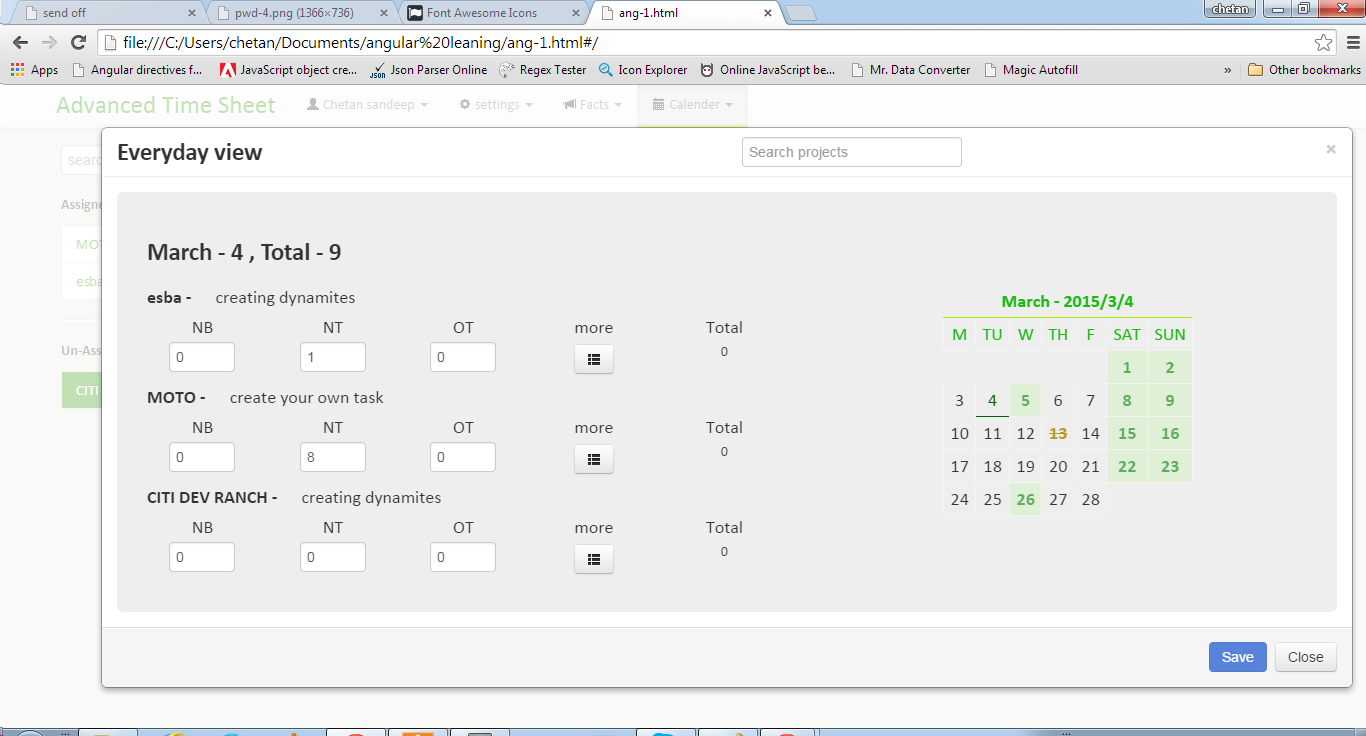 send off
pwd-4.png (1366×736)
Font Awesome Icons
ang-1.html
chetan
file:///C:/Users/chetan/Documents/angular%20leaning/ang-1.html#/
Apps
Angular directives f...
JavaScript object cre...
Json Parser Online
Regex Tester
Icon Explorer
Online JavaScript be...
Mr. Data Converter
Magic Autofill
»
Other bookmarks
Advanced Time Sheet
Chetan sandeep
settings
Facts
Calender
searc
Assigne
MOT
esba
Un-Ass
CITI
Everyday view
Search projects
×
March - 4 , Total - 9
esba - creating dynamites
NB NT OT more Total
0 1 0 0
MOTO - create your own task
NB NT OT more Total
0 8 0 0
CITI DEV RANCH - creating dynamites
NB NT OT more Total
0 0 0 0
March - 2015/3/4
M TU W TH F SAT SUN
1 2
3 4 5 6 7 8 9
10 11 12 13 14 15 16
17 18 19 20 21 22 23
24 25 26 27 28
Save
Close